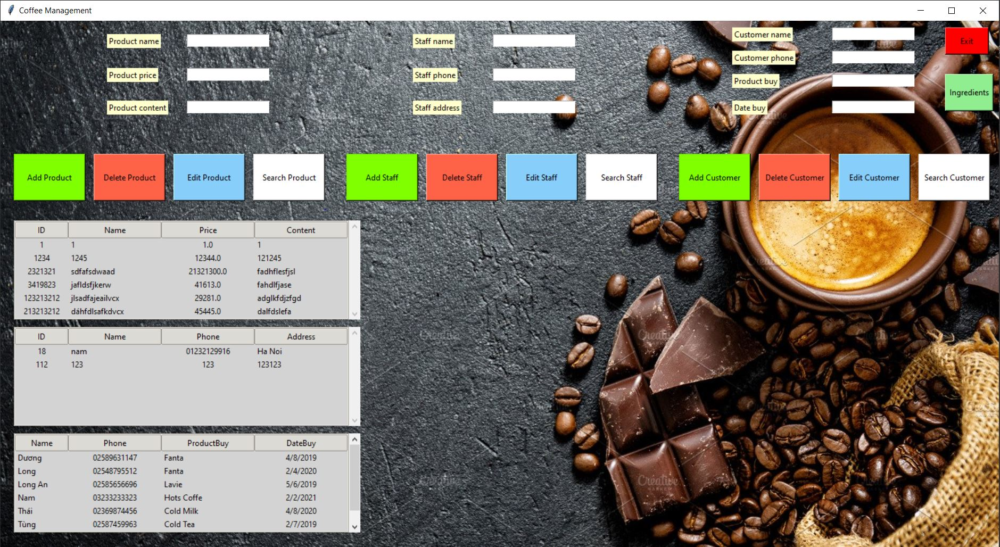 Coffee Management
Product name
Staff name
Customer name
Exit
Customer phone
Product price
Staff phone
Product buy
Ingredients
Product content
Staff address
Date buy
Add Product
Delete Product
Edit Product
Search Product
Add Staff
Delete Staff
Edit Staff
Search Staff
Add Customer
Delete Customer
Edit Customer
Search Customer
ID Name Price Content
1 1 1.0 1
1234 1245 12344.0 121245
2321321 sdfafsdwaad 21321300.0 fadhflesfjsl
3419823 jafldsfjkerw 41613.0 fahdlfjase
123213212 jlsadfajeailvcx 29281.0 adglkfdjzfgd
213213212 dáhfdlsafkdvcx 45445.0 dalfdslefa
ID Name Phone Address
18 nam 01232129916 Ha Noi
112 123 123 123123
Name Phone ProductBuy DateBuy
Dương 02589631147 Fanta 4/8/2019
Long 02548795512 Fanta 2/4/2020
Long An 02585656696 Lavie 5/6/2019
Nam 03233233323 Hots Coffe 2/2/2021
Thái 02369874456 Cold Milk 4/8/2020
Tùng 02587459963 Cold Tea 2/7/2019
Creative
MARKET